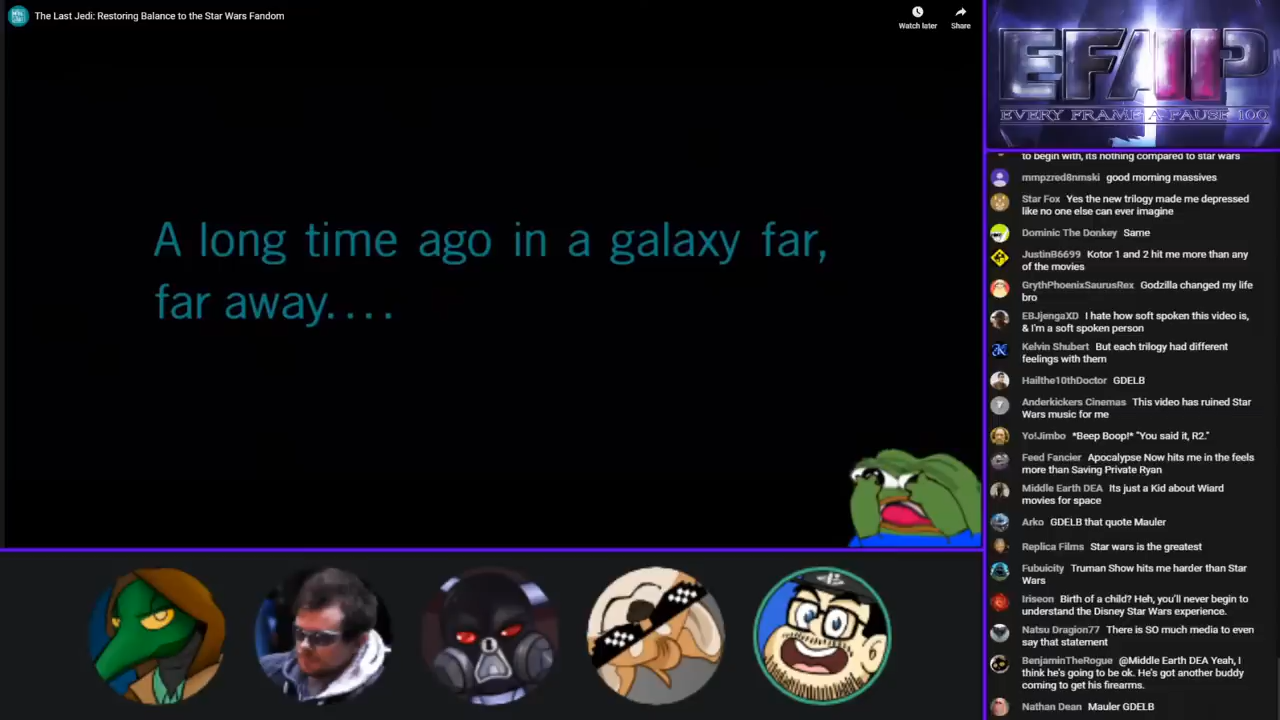 The Last Jedi: Restoring Balance to the Star Wars Fandom
Watch later
Share
A long time ago in a galaxy far,
far away....
EFAP
EVERY FRAME A PAUSE 100
to begin with, its nothing compared to star wars
mmpzred8nmski good morning massives
Star Fox Yes the new trilogy made me depressed
like no one else can ever imagine
Dominic The Donkey Same
JustinB6699 Kotor 1 and 2 hit me more than any
of the movies
GrythPhoenixSaurusRex Godzilla changed my life
bro
EBJjengaXD I hate how soft spoken this video is,
& I'm a soft spoken person
Kelvin Shubert But each trilogy had different
feelings with them
Hailthe10thDoctor GDELB
Anderkickers Cinemas This video has ruined Star
Wars music for me
Yo!Jimbo *Beep Boop!* "You said it, R2."
Feed Fancier Apocalypse Now hits me in the feels
more than Saving Private Ryan
Middle Earth DEA Its just a Kid about Wiard
movies for space
Arko GDELB that quote Mauler
Replica Films Star wars is the greatest
Fubuicity Truman Show hits me harder than Star
Wars
Iriseon Birth of a child? Heh, you'll never begin to
understand the Disney Star Wars experience.
Natsu Dragion77 There is SO much media to even
say that statement
BenjaminTheRogue @Middle Earth DEA Yeah, I
think he's going to be ok. He's got another buddy
coming to get his firearms.
Nathan Dean Mauler GDELB